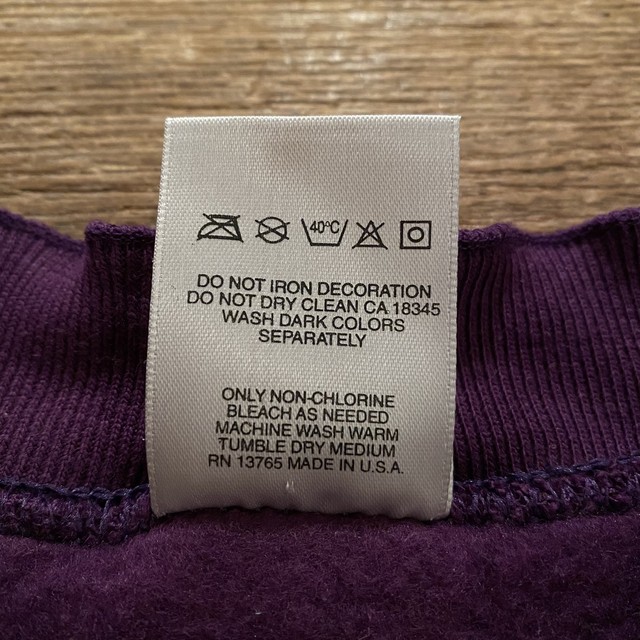 40°C
DO NOT IRON DECORATION
DO NOT DRY CLEAN CA 18345
WASH DARK COLORS
SEPARATELY
ONLY NON-CHLORINE
BLEACH AS NEEDED
MACHINE WASH WARM
TUMBLE DRY MEDIUM
RN 13765 MADE IN U.S.A.